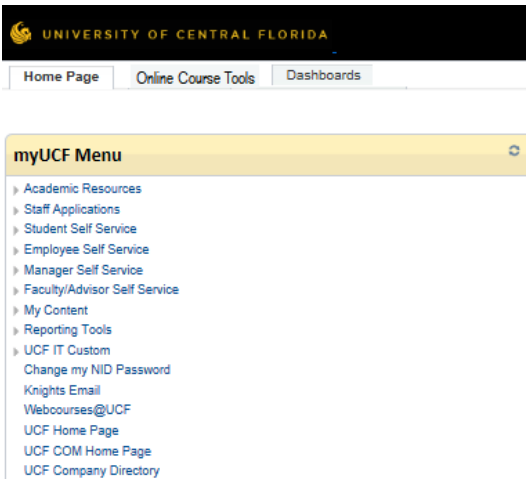 UNIVERSITY OF CENTRAL FLORIDA
Home Page Online Course Tools Dashboards
myUCF Menu
Academic Resources
Staff Applications
Student Self Service
Employee Self Service
Manager Self Service
Faculty/Advisor Self Service
My Content
Reporting Tools
UCF IT Custom
Change my NID Password
Knights Email
Webcourses@UCF
UCF Home Page
UCF COM Home Page
UCF Company Directory